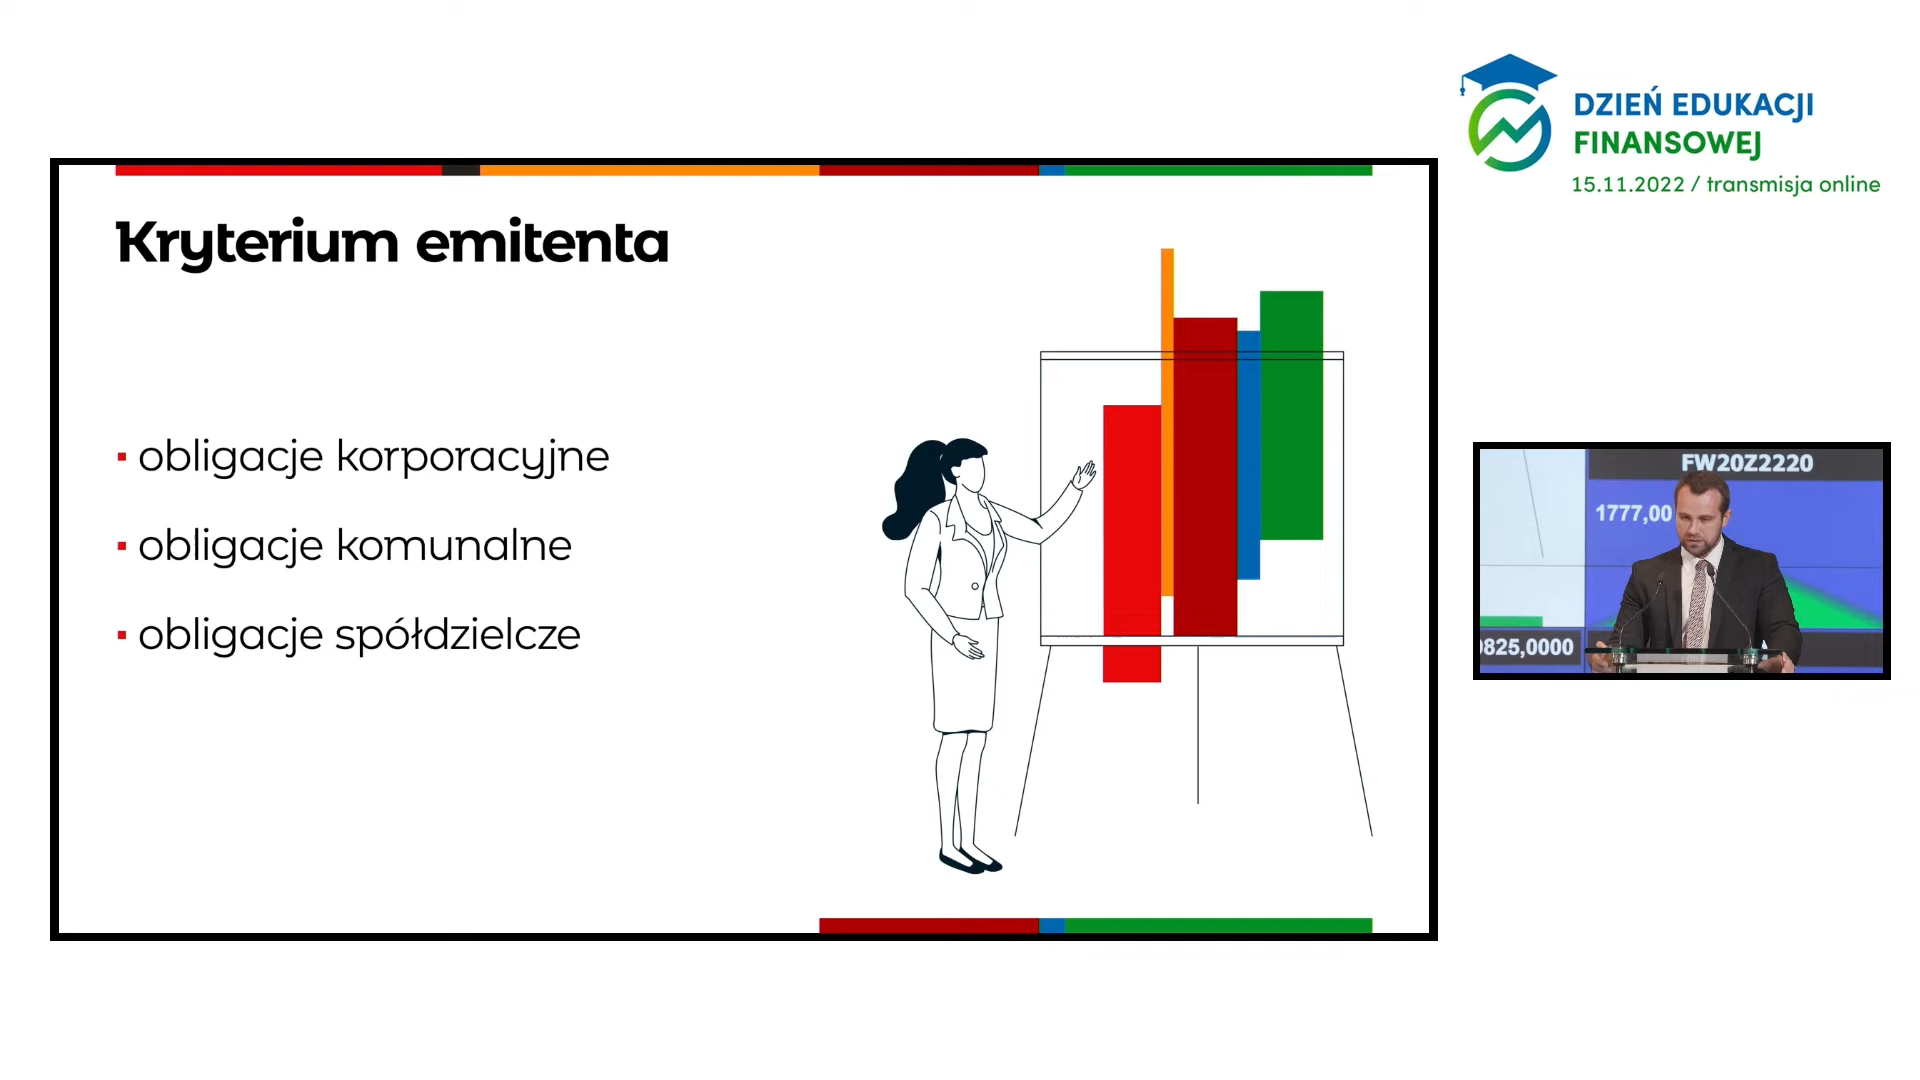 DZIEŃ EDUKACJI
FINANSOWEJ
15.11.2022 / transmisja online
Kryterium emitenta
▪ obligacje korporacyjne
▪ obligacje komunalne
▪ obligacje spółdzielcze
FW20Z2220
1777,00
825,0000